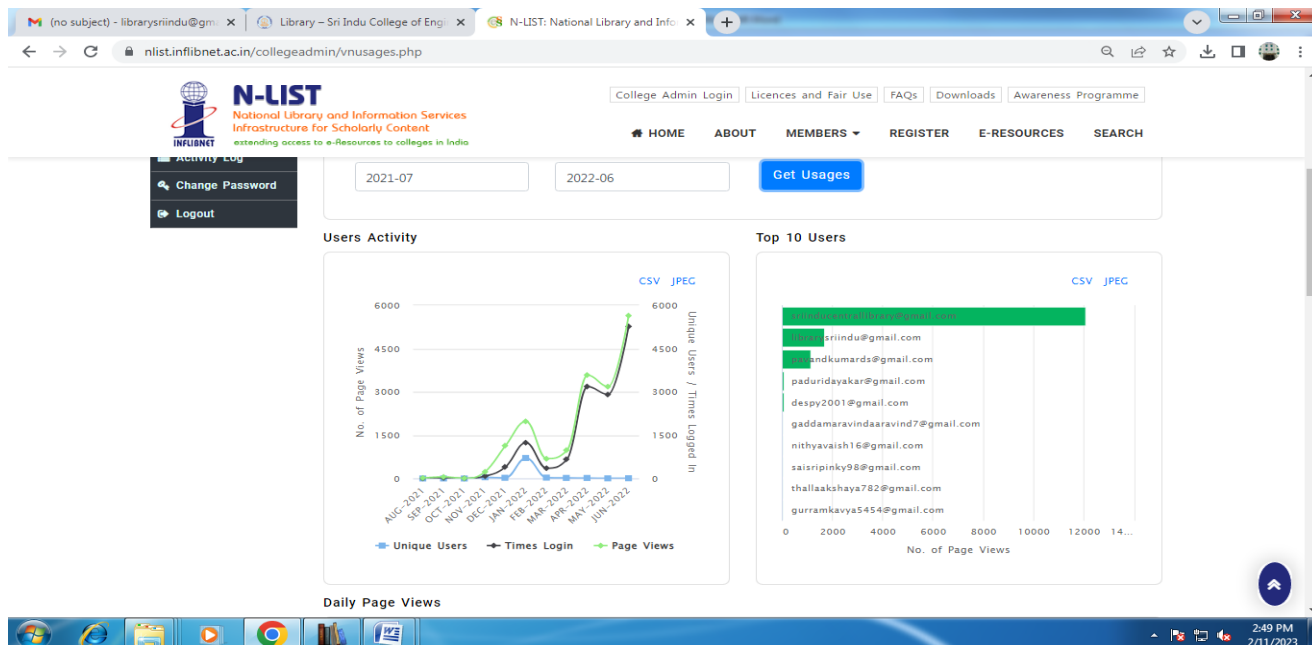 (no subject) - librarysriindu@gm
Library – Sri Indu College of Engi
N-LIST: National Library and Info
nlist.inflibnet.ac.in/collegeadmin/vnusages.php
INFLIBNET
N-LIST
National Library and Information Services
Infrastructure for Scholarly Content
extending access to e-Resources to colleges in India
College Admin Login
Licences and Fair Use
FAQs
Downloads
Awareness Programme
HOME
ABOUT
MEMBERS
REGISTER
E-RESOURCES
SEARCH
Activity Log
Change Password
Logout
2021-07
2022-06
Get Usages
Users Activity
CSV JPEG
6000
4500
3000
1500
0
No. of Page Views
6000
4500
3000
1500
0
Unique Users / Times Logged In
AUG-2021
SEP-2021
OCT-2021
NOV-2021
DEC-2021
JAN-2022
FEB-2022
MAR-2022
APR-2022
MAY-2022
JUN-2022
Unique Users
Times Login
Page Views
Top 10 Users
CSV JPEG
sriinducentrallibrary@gmail.com
librarysriindu@gmail.com
pavandkumards@gmail.com
paduridayakar@gmail.com
despy2001@gmail.com
gaddamaravindaaravind7@gmail.com
nithyavaish16@gmail.com
saisripinky98@gmail.com
thallaakshaya782@gmail.com
gurramkavya5454@gmail.com
0 2000 4000 6000 8000 10000 12000 14...
No. of Page Views
Daily Page Views
2:49 PM
2/11/2023